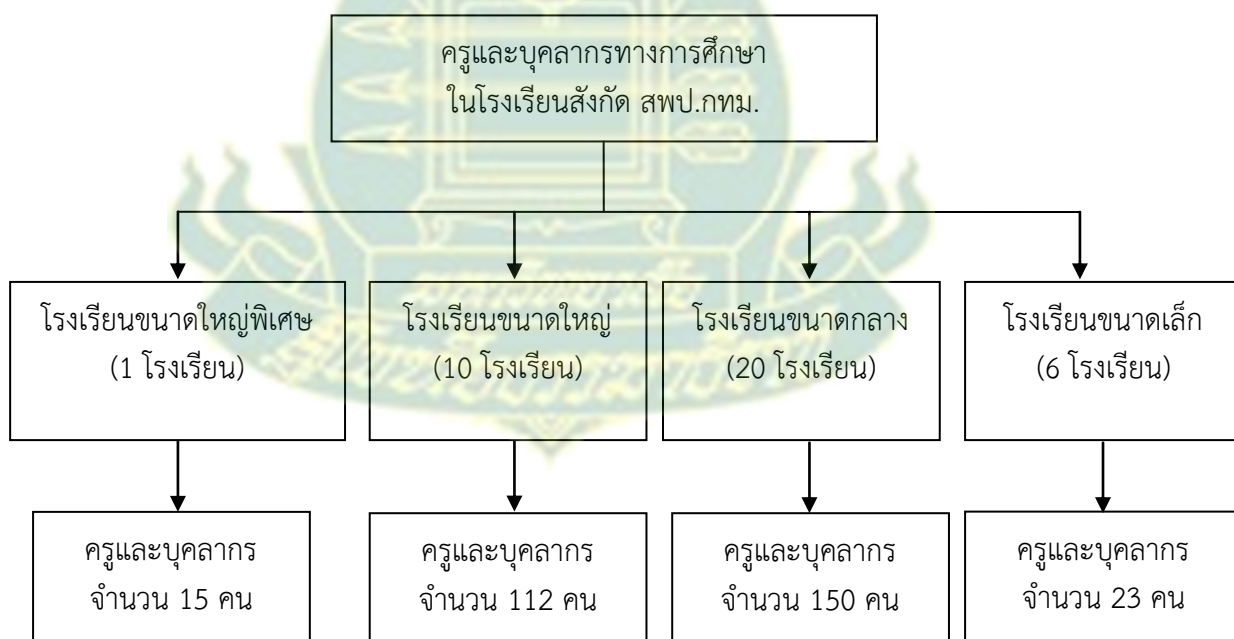 ครูและบุคลากรทางการศึกษา
ในโรงเรียนสังกัด สพป.กทม.
โรงเรียนขนาดใหญ่พิเศษ
(1 โรงเรียน)
โรงเรียนขนาดใหญ่
(10 โรงเรียน)
โรงเรียนขนาดกลาง
(20 โรงเรียน)
โรงเรียนขนาดเล็ก
(6 โรงเรียน)
ครูและบุคลากร
จำนวน 15 คน
ครูและบุคลากร
จำนวน 112 คน
ครูและบุคลากร
จำนวน 150 คน
ครูและบุคลากร
จำนวน 23 คน